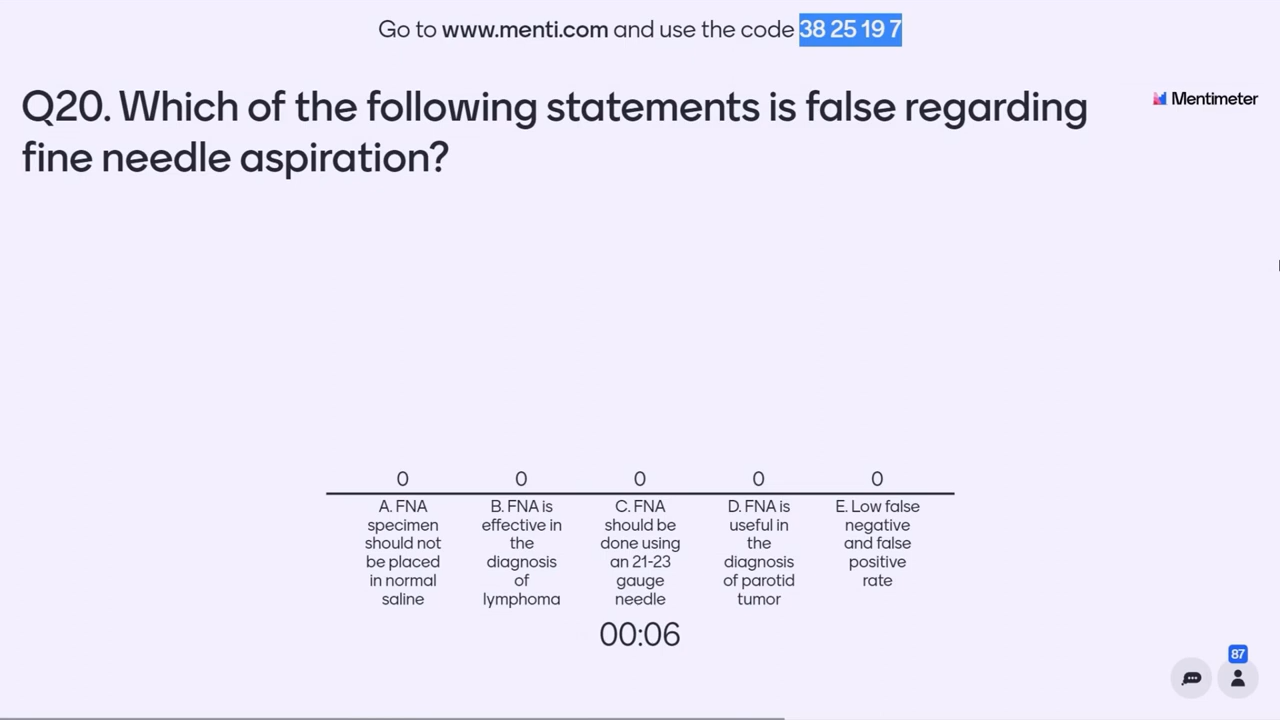 Go to www.menti.com and use the code 38 25 19 7
Q20. Which of the following statements is false regarding
fine needle aspiration?
Mentimeter
0
0
0
0
0
A. FNA
specimen
should not
be placed
in normal
saline
B. FNA is
effective in
the
diagnosis
of
lymphoma
C. FNA
should be
done using
an 21-23
gauge
needle
D. FNA is
useful in
the
diagnosis
of parotid
tumor
E. Low false
negative
and false
positive
rate
00:06
87